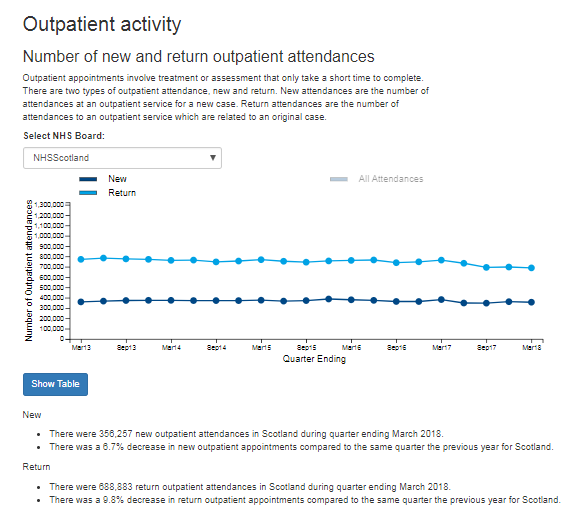 Outpatient activity
Number of new and return outpatient attendances
Outpatient appointments involve treatment or assessment that only take a short time to complete.
There are two types of outpatient attendance, new and return. New attendances are the number of
attendances at an outpatient service for a new case. Return attendances are the number of
attendances to an outpatient service which are related to an original case.
Select NHS Board:
NHSScotland
New
All Attendances
Return
Number of Outpatient attendances
1,300,000
1,200,000
1,100,000
1,000,000
900,000
800,000
700,000
600,000
500,000
400,000
300,000
200,000
100,000
0
Mar13 Sep13 Mar14 Sep14 Mar15 Sep15 Mar16 Sep16 Mar17 Sep17 Mar18
Quarter Ending
Show Table
New
• There were 356,257 new outpatient attendances in Scotland during quarter ending March 2018.
• There was a 6.7% decrease in new outpatient appointments compared to the same quarter the previous year for Scotland.
Return
• There were 688,883 return outpatient attendances in Scotland during quarter ending March 2018.
• There was a 9.8% decrease in return outpatient appointments compared to the same quarter the previous year for Scotland.